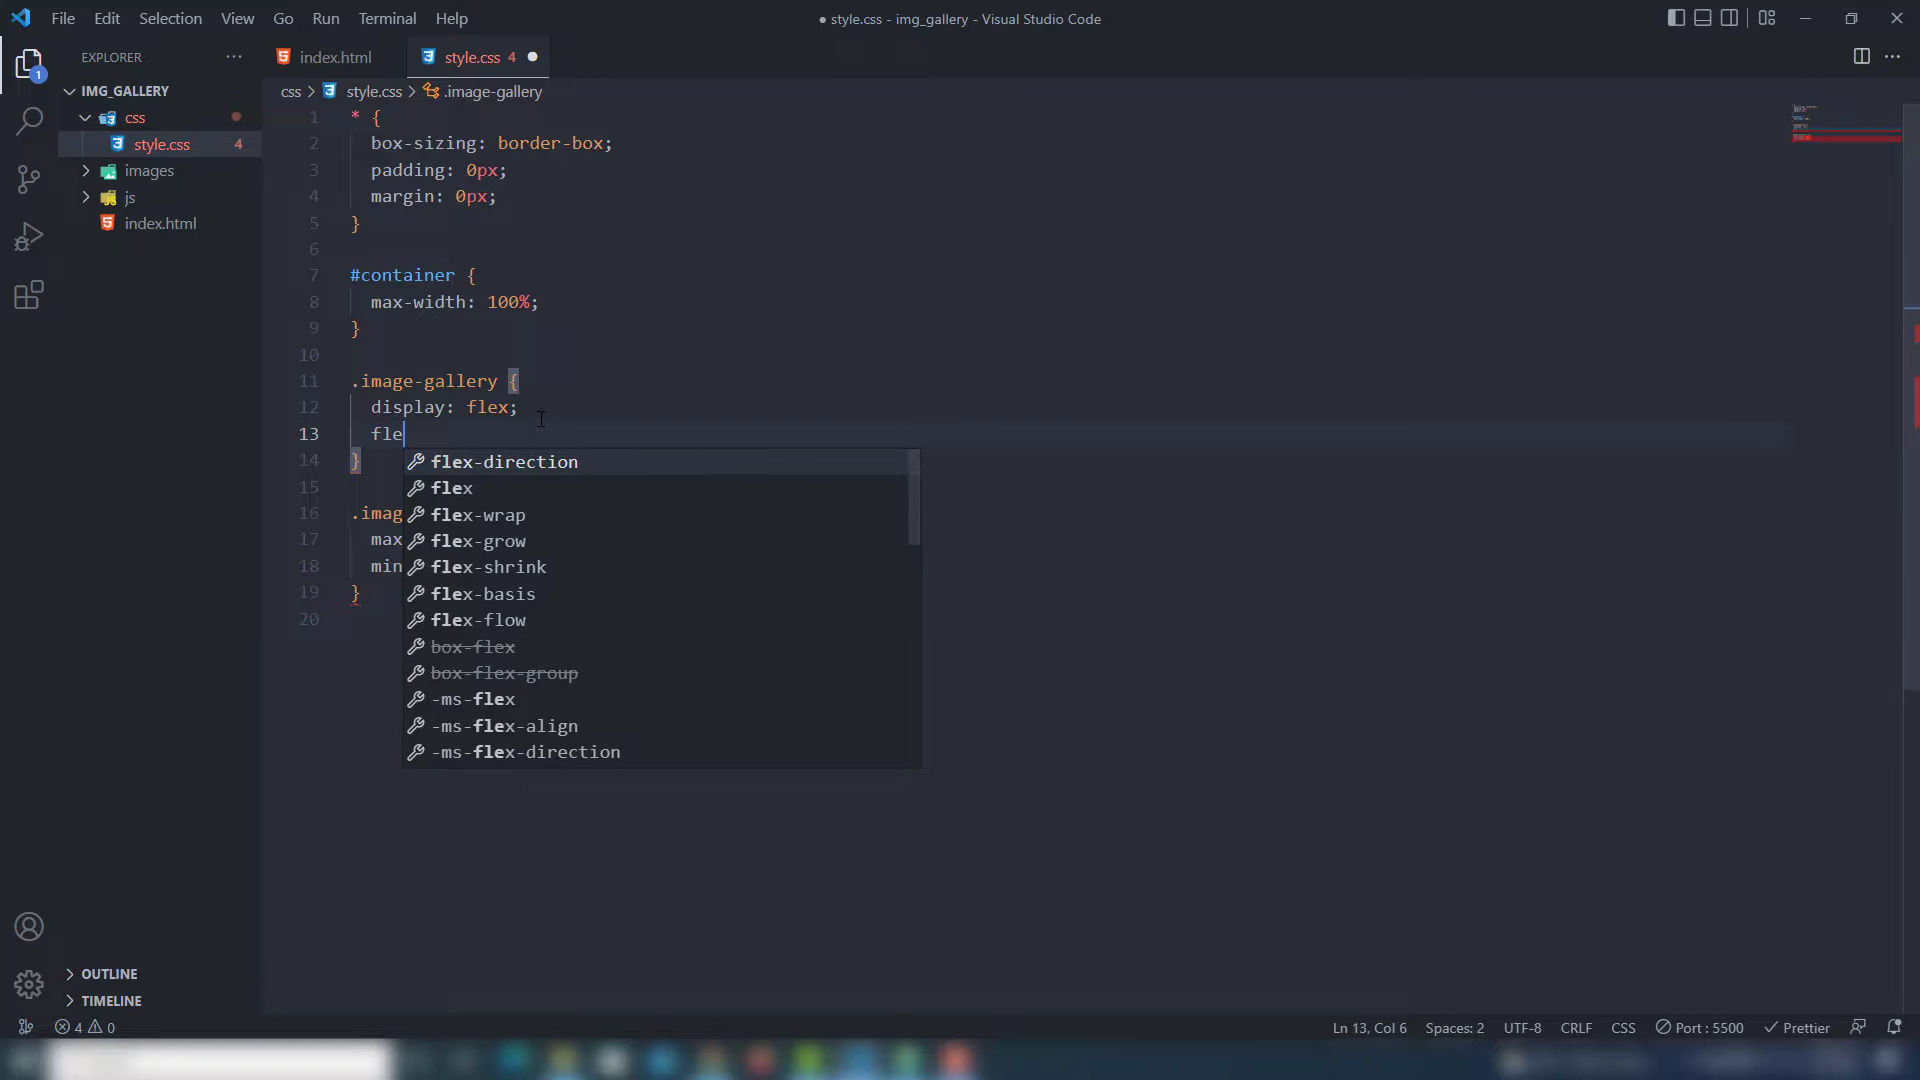 File Edit Selection View Go Run Terminal Help
● style.css - img_gallery - Visual Studio Code
EXPLORER
index.html
style.css 4
IMG_GALLERY
css
style.css 4
images
js
index.html
css > style.css > .image-gallery
1 * {
2 box-sizing: border-box;
3 padding: 0px;
4 margin: 0px;
5 }
6
7 #container {
8 max-width: 100%;
9 }
10
11 .image-gallery {
12 display: flex;
13 fle
14 }
15
16 .imag
17 max
18 min
19 }
20
flex-direction
flex
flex-wrap
flex-grow
flex-shrink
flex-basis
flex-flow
box-flex
box-flex-group
-ms-flex
-ms-flex-align
-ms-flex-direction
1
OUTLINE
TIMELINE
4 0
Ln 13, Col 6 Spaces: 2 UTF-8 CRLF CSS Port : 5500 Prettier